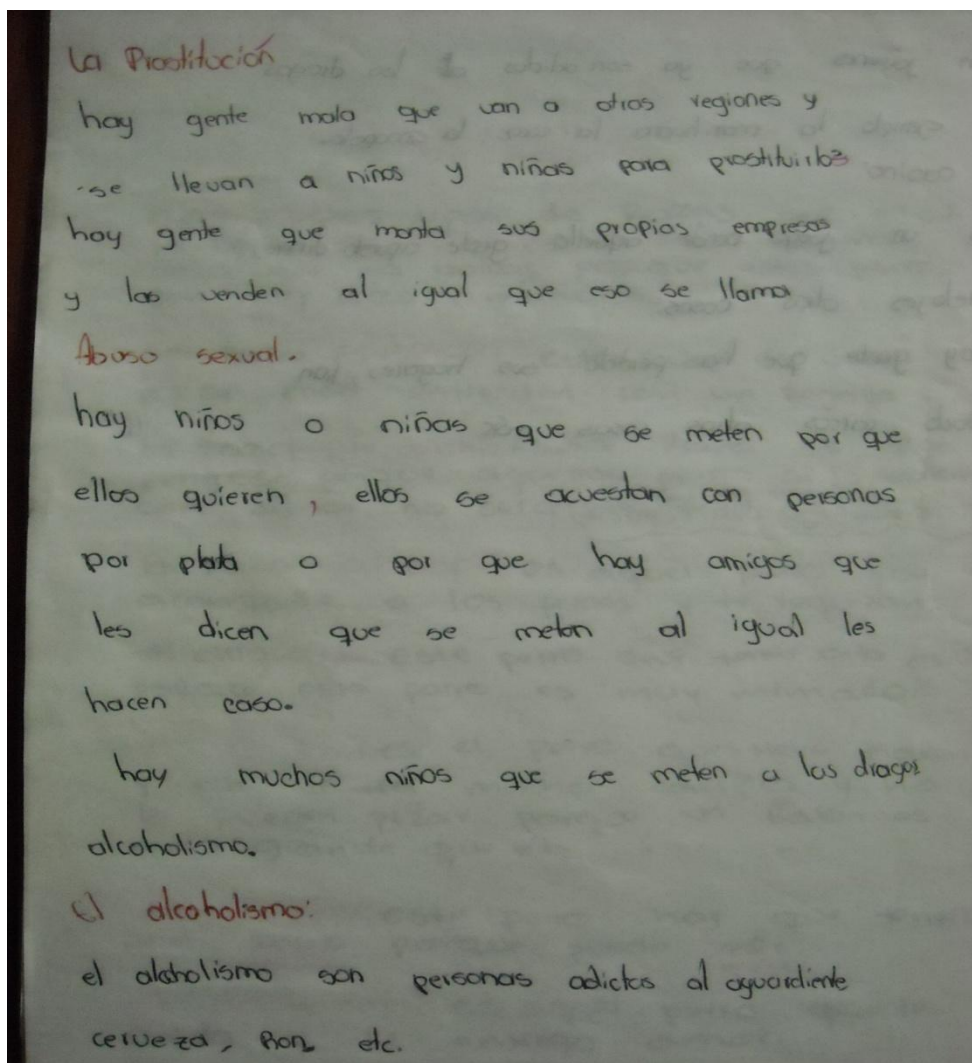 La Prostitución
hay gente mala que van a otras regiones y
se llevan a niños y niñas para prostituirlos
hay gente que monta sus propias empresas
y las venden al igual que eso se llama
Abuso sexual.
hay niños o niñas que se meten por que
ellos quieren, ellos se acuestan con personas
por plata o por que hay amigos que
les dicen que se metan al igual les
hacen caso.
hay muchos niños que se meten a las drogas
alcoholismo.
El alcoholismo:
el alcoholismo son personas adictas al aguardiente
cerveza, Ron etc.